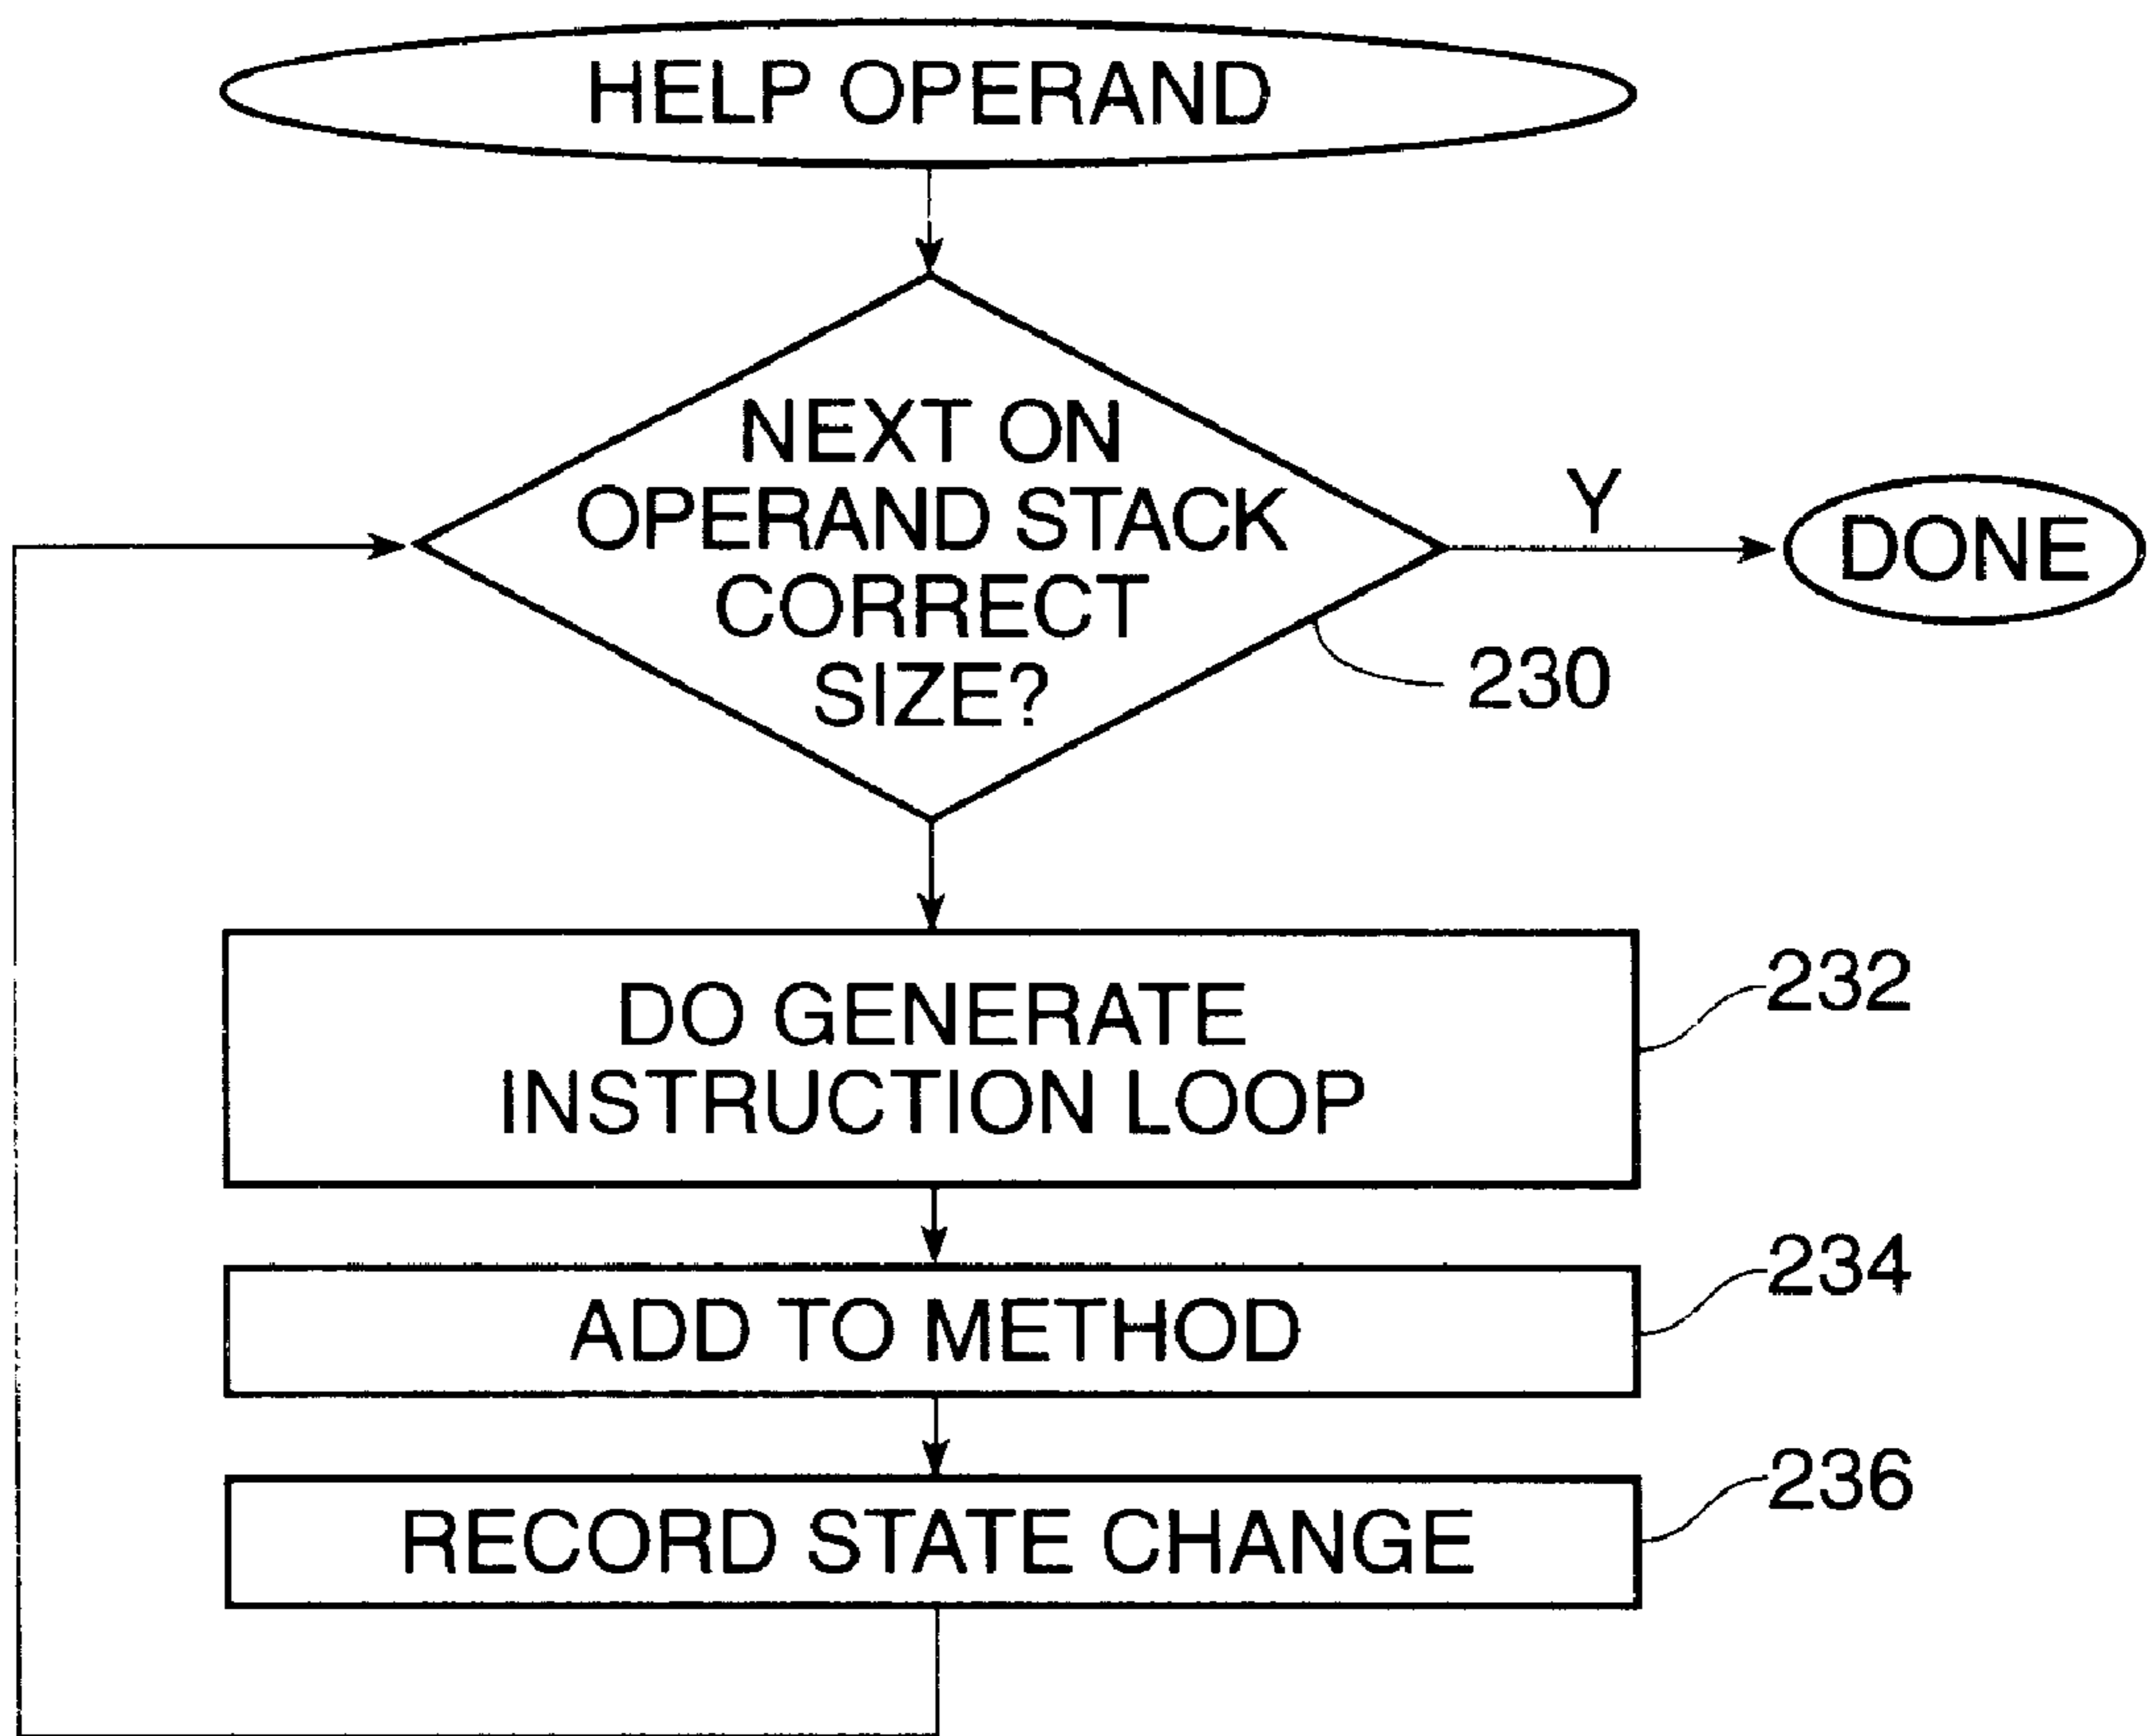 HELP OPERAND
NEXT ON
OPERAND STACK
CORRECT
SIZE?
Y
DONE
230
DO GENERATE
INSTRUCTION LOOP
232
ADD TO METHOD
234
RECORD STATE CHANGE
236